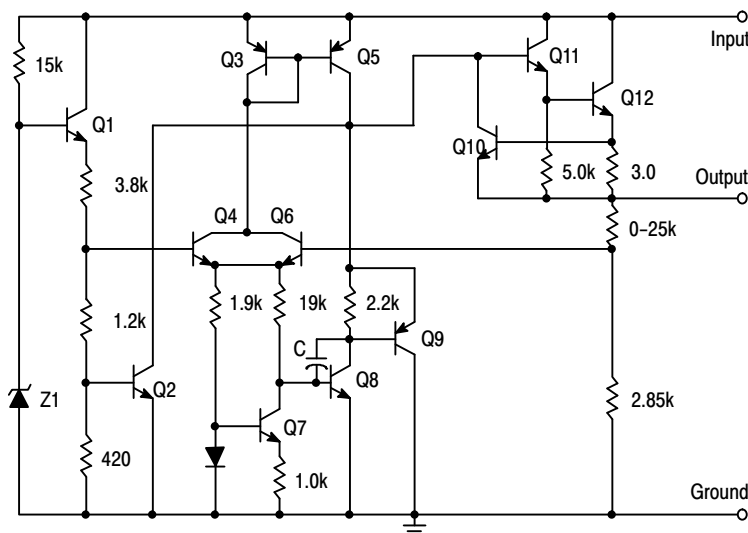 Input
15k
Q3
Q5
Q11
Q12
Q1
Q10
3.8k
5.0k
3.0
Output
Q4
Q6
0–25k
1.9k
19k
2.2k
1.2k
C
Q9
Z1
Q2
Q8
2.85k
Q7
420
1.0k
Ground